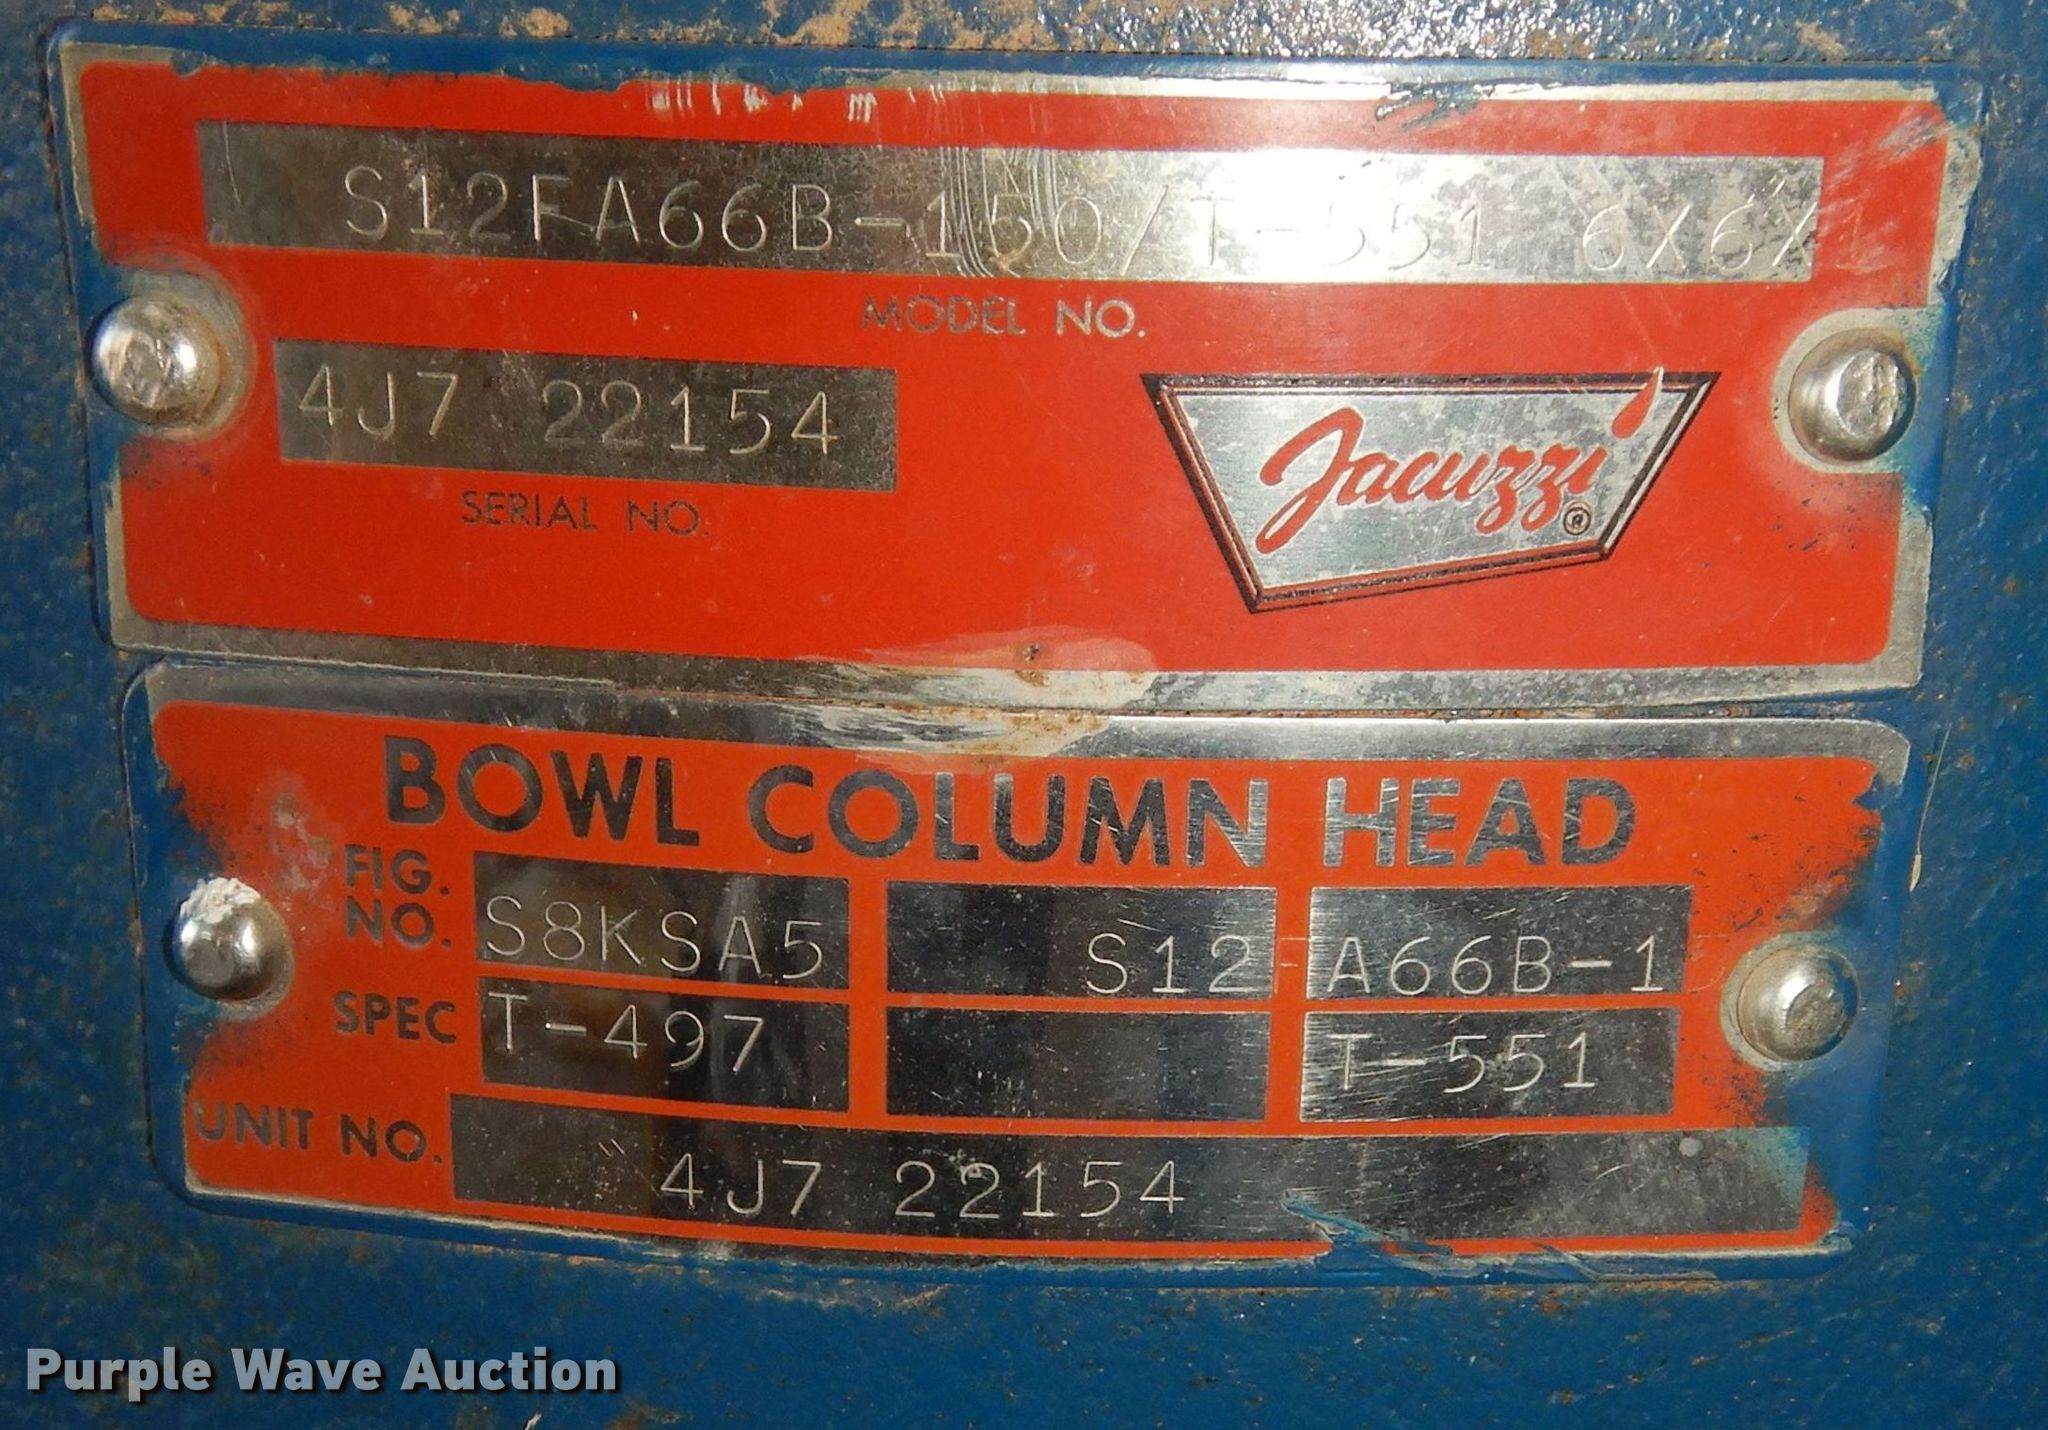 S12FA66B-150/T-551 6X6X1
MODEL NO.
4J7 22154
SERIAL NO.
Jacuzzi ®
BOWL COLUMN HEAD
FIG. NO. S8KSA5 S12 A66B-1
SPEC T-497 T-551
UNIT NO. 4J7 22154
Purple Wave Auction